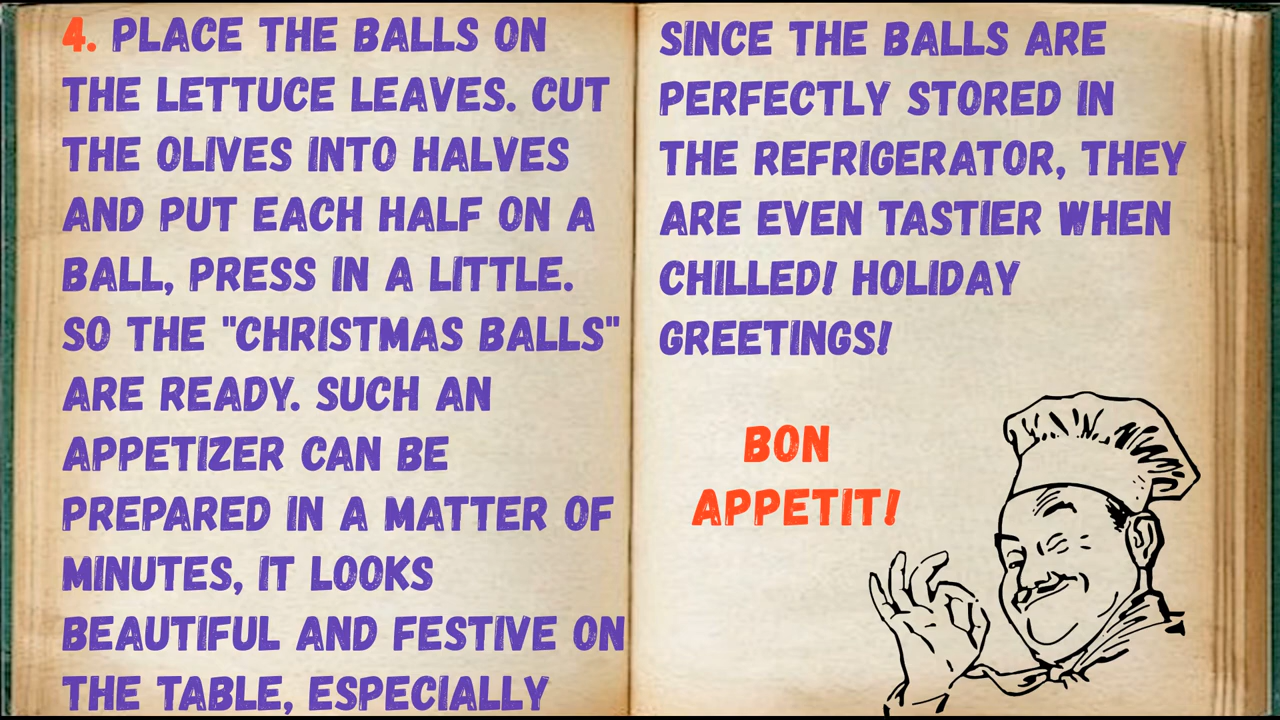 4. PLACE THE BALLS ON
THE LETTUCE LEAVES. CUT
THE OLIVES INTO HALVES
AND PUT EACH HALF ON A
BALL, PRESS IN A LITTLE.
SO THE "CHRISTMAS BALLS"
ARE READY. SUCH AN
APPETIZER CAN BE
PREPARED IN A MATTER OF
MINUTES, IT LOOKS
BEAUTIFUL AND FESTIVE ON
THE TABLE, ESPECIALLY
SINCE THE BALLS ARE
PERFECTLY STORED IN
THE REFRIGERATOR, THEY
ARE EVEN TASTIER WHEN
CHILLED! HOLIDAY
GREETINGS!
BON
APPETIT!